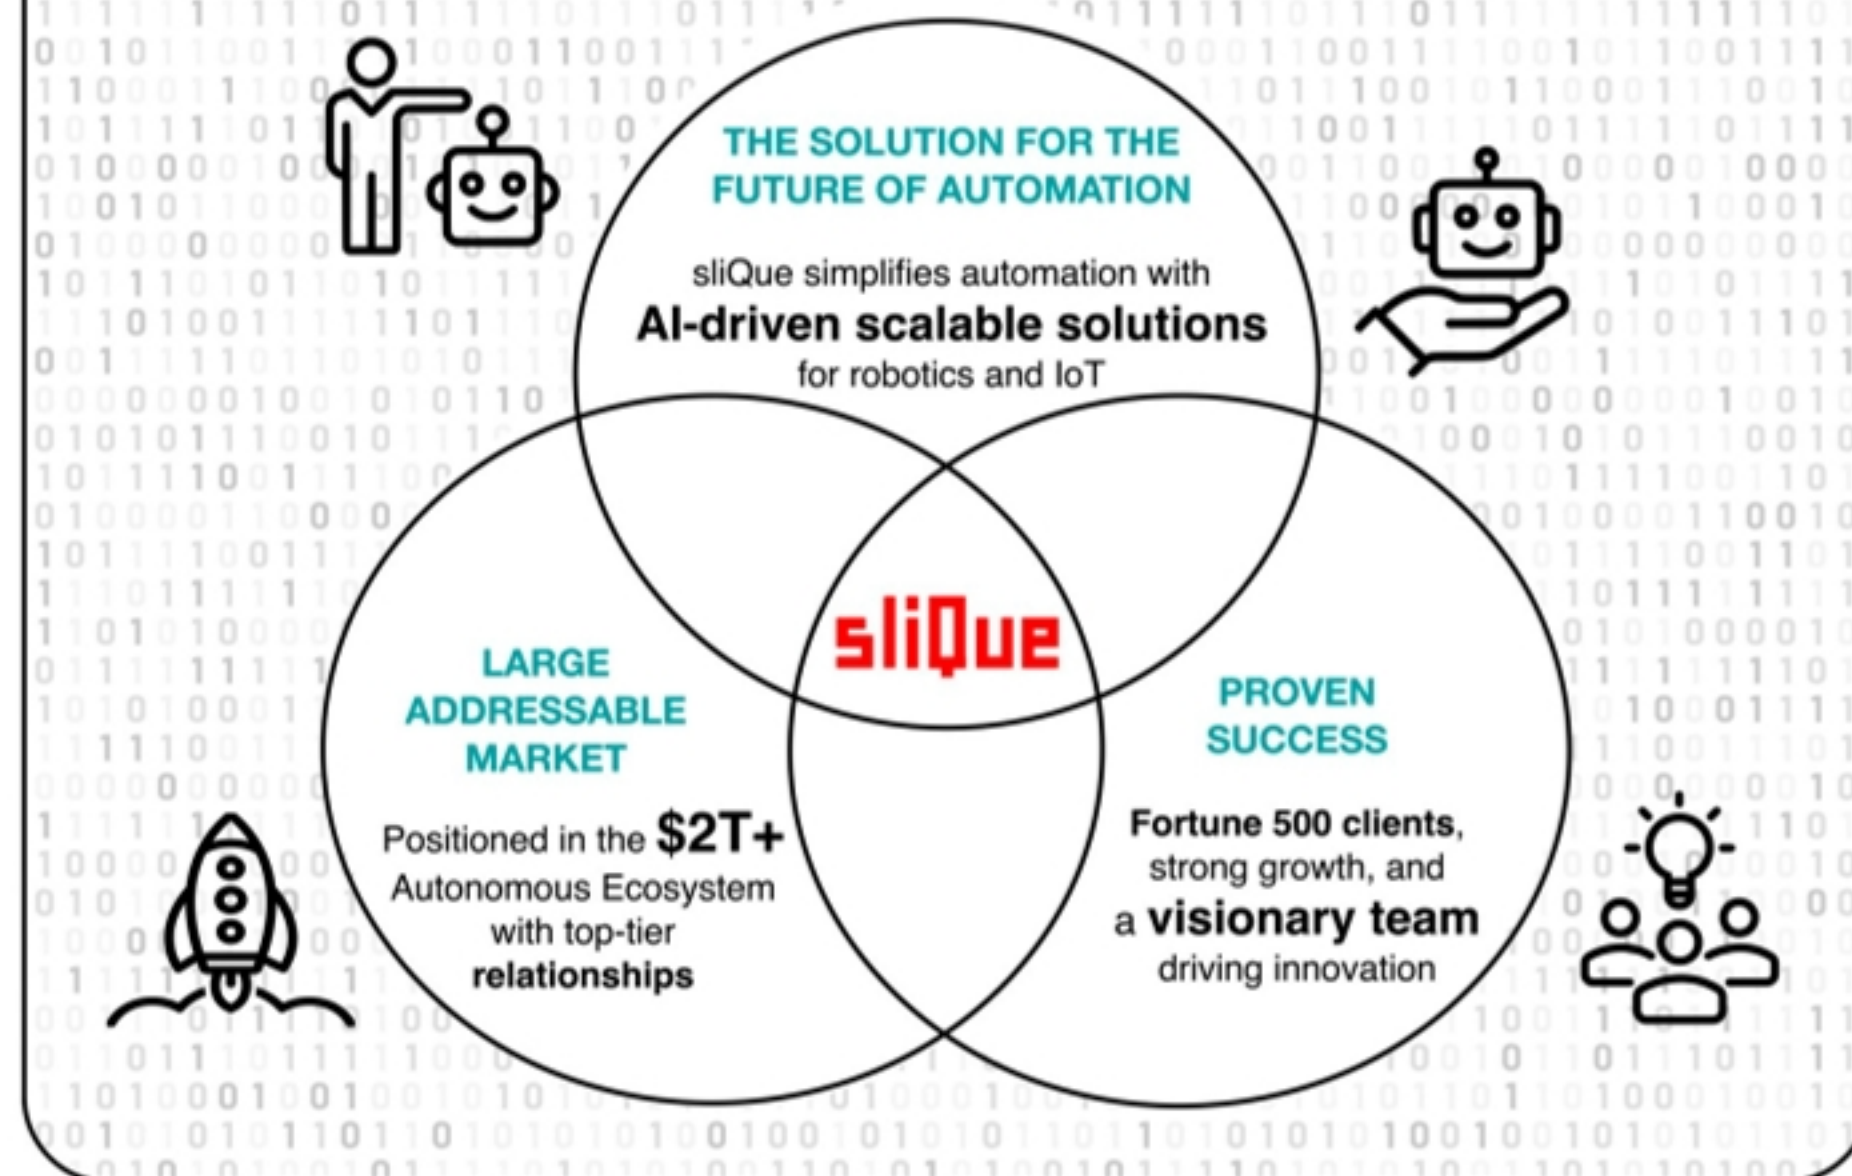 THE SOLUTION FOR THE
FUTURE OF AUTOMATION
sliQue simplifies automation with
AI-driven scalable solutions
for robotics and IoT
sliQue
LARGE
ADDRESSABLE
MARKET
Positioned in the $2T+
Autonomous Ecosystem
with top-tier
relationships
PROVEN
SUCCESS
Fortune 500 clients,
strong growth, and
a visionary team
driving innovation